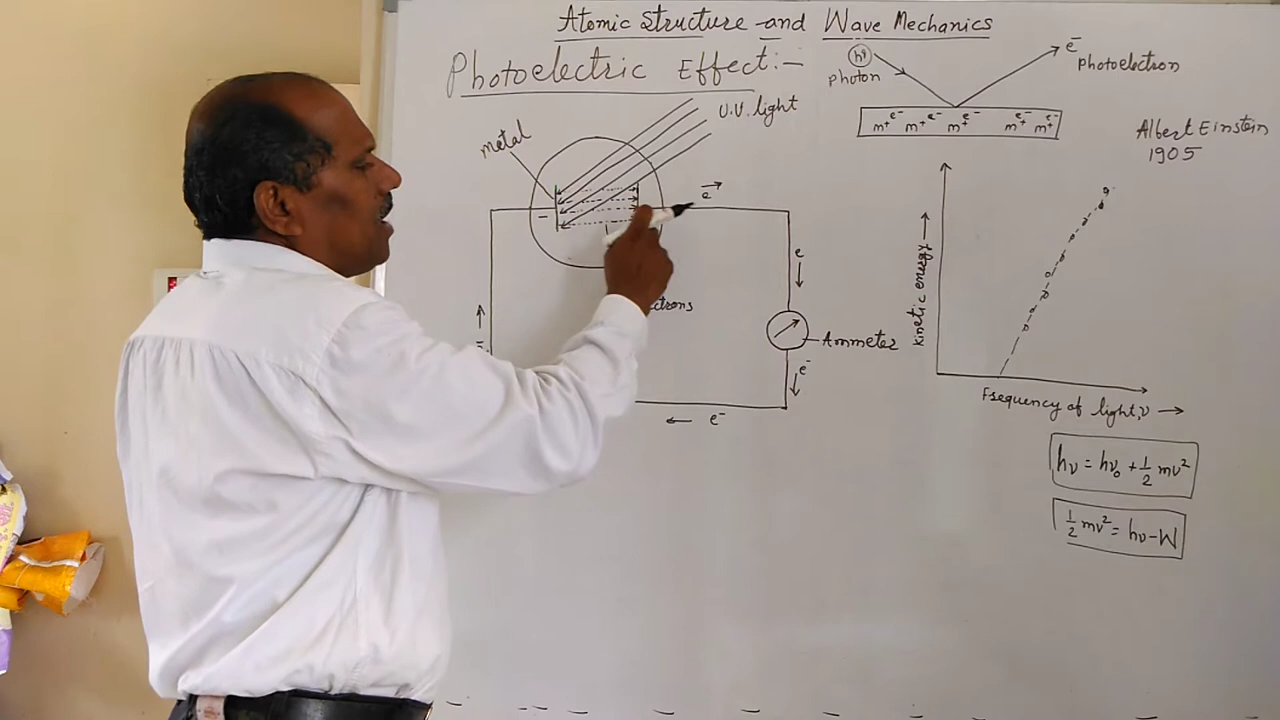 Atomic Structure and Wave Mechanics
Photoelectric Effect:-
hν
photon
e⁻
photoelectron
m⁺ e⁻ m⁺ e⁻ m⁺ e⁻ m⁺ e⁻ m⁺ e⁻
U.V. light
metal
Albert Einstein
1905
−
e
e
Ammeter
e⁻
e⁻
Kinetic energy
Frequency of light, ν
hν = hν₀ + 1/2 mv²
1/2 mv² = hν - W